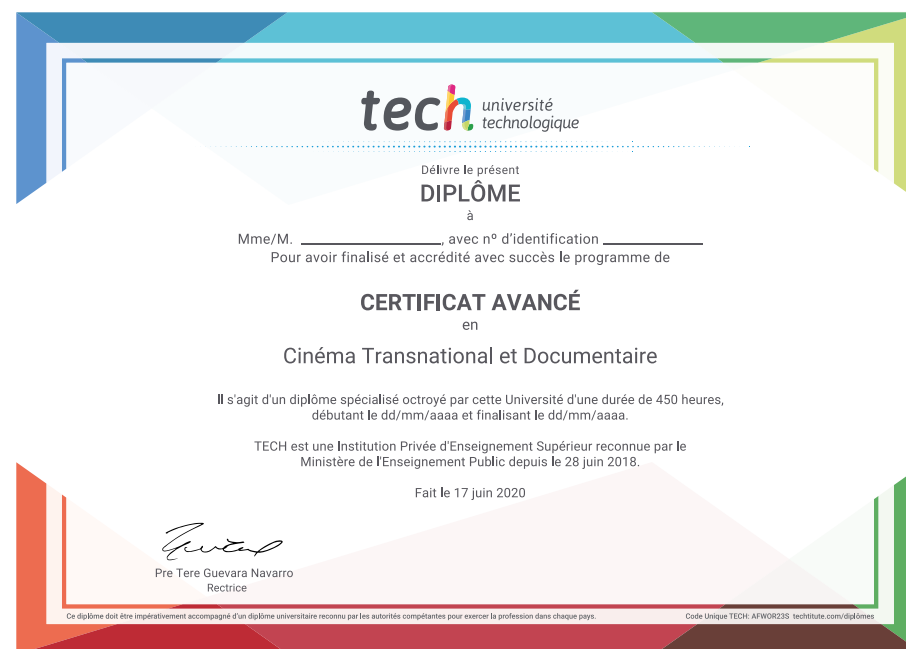 tech université
technologique
Délivre le présent
DIPLÔME
à
Mme/M. ____________________, avec nº d'identification ______________
Pour avoir finalisé et accrédité avec succès le programme de
CERTIFICAT AVANCÉ
en
Cinéma Transnational et Documentaire
Il s'agit d'un diplôme spécialisé octroyé par cette Université d'une durée de 450 heures,
débutant le dd/mm/aaaa et finalisant le dd/mm/aaaa.
TECH est une Institution Privée d'Enseignement Supérieur reconnue par le
Ministère de l'Enseignement Public depuis le 28 juin 2018.
Fait le 17 juin 2020
Pre Tere Guevara Navarro
Rectrice
Ce diplôme doit être impérativement accompagné d'un diplôme universitaire reconnu par les autorités compétantes pour exercer la profession dans chaque pays.
Code Unique TECH: AFWOR23S techtitute.com/diplômes